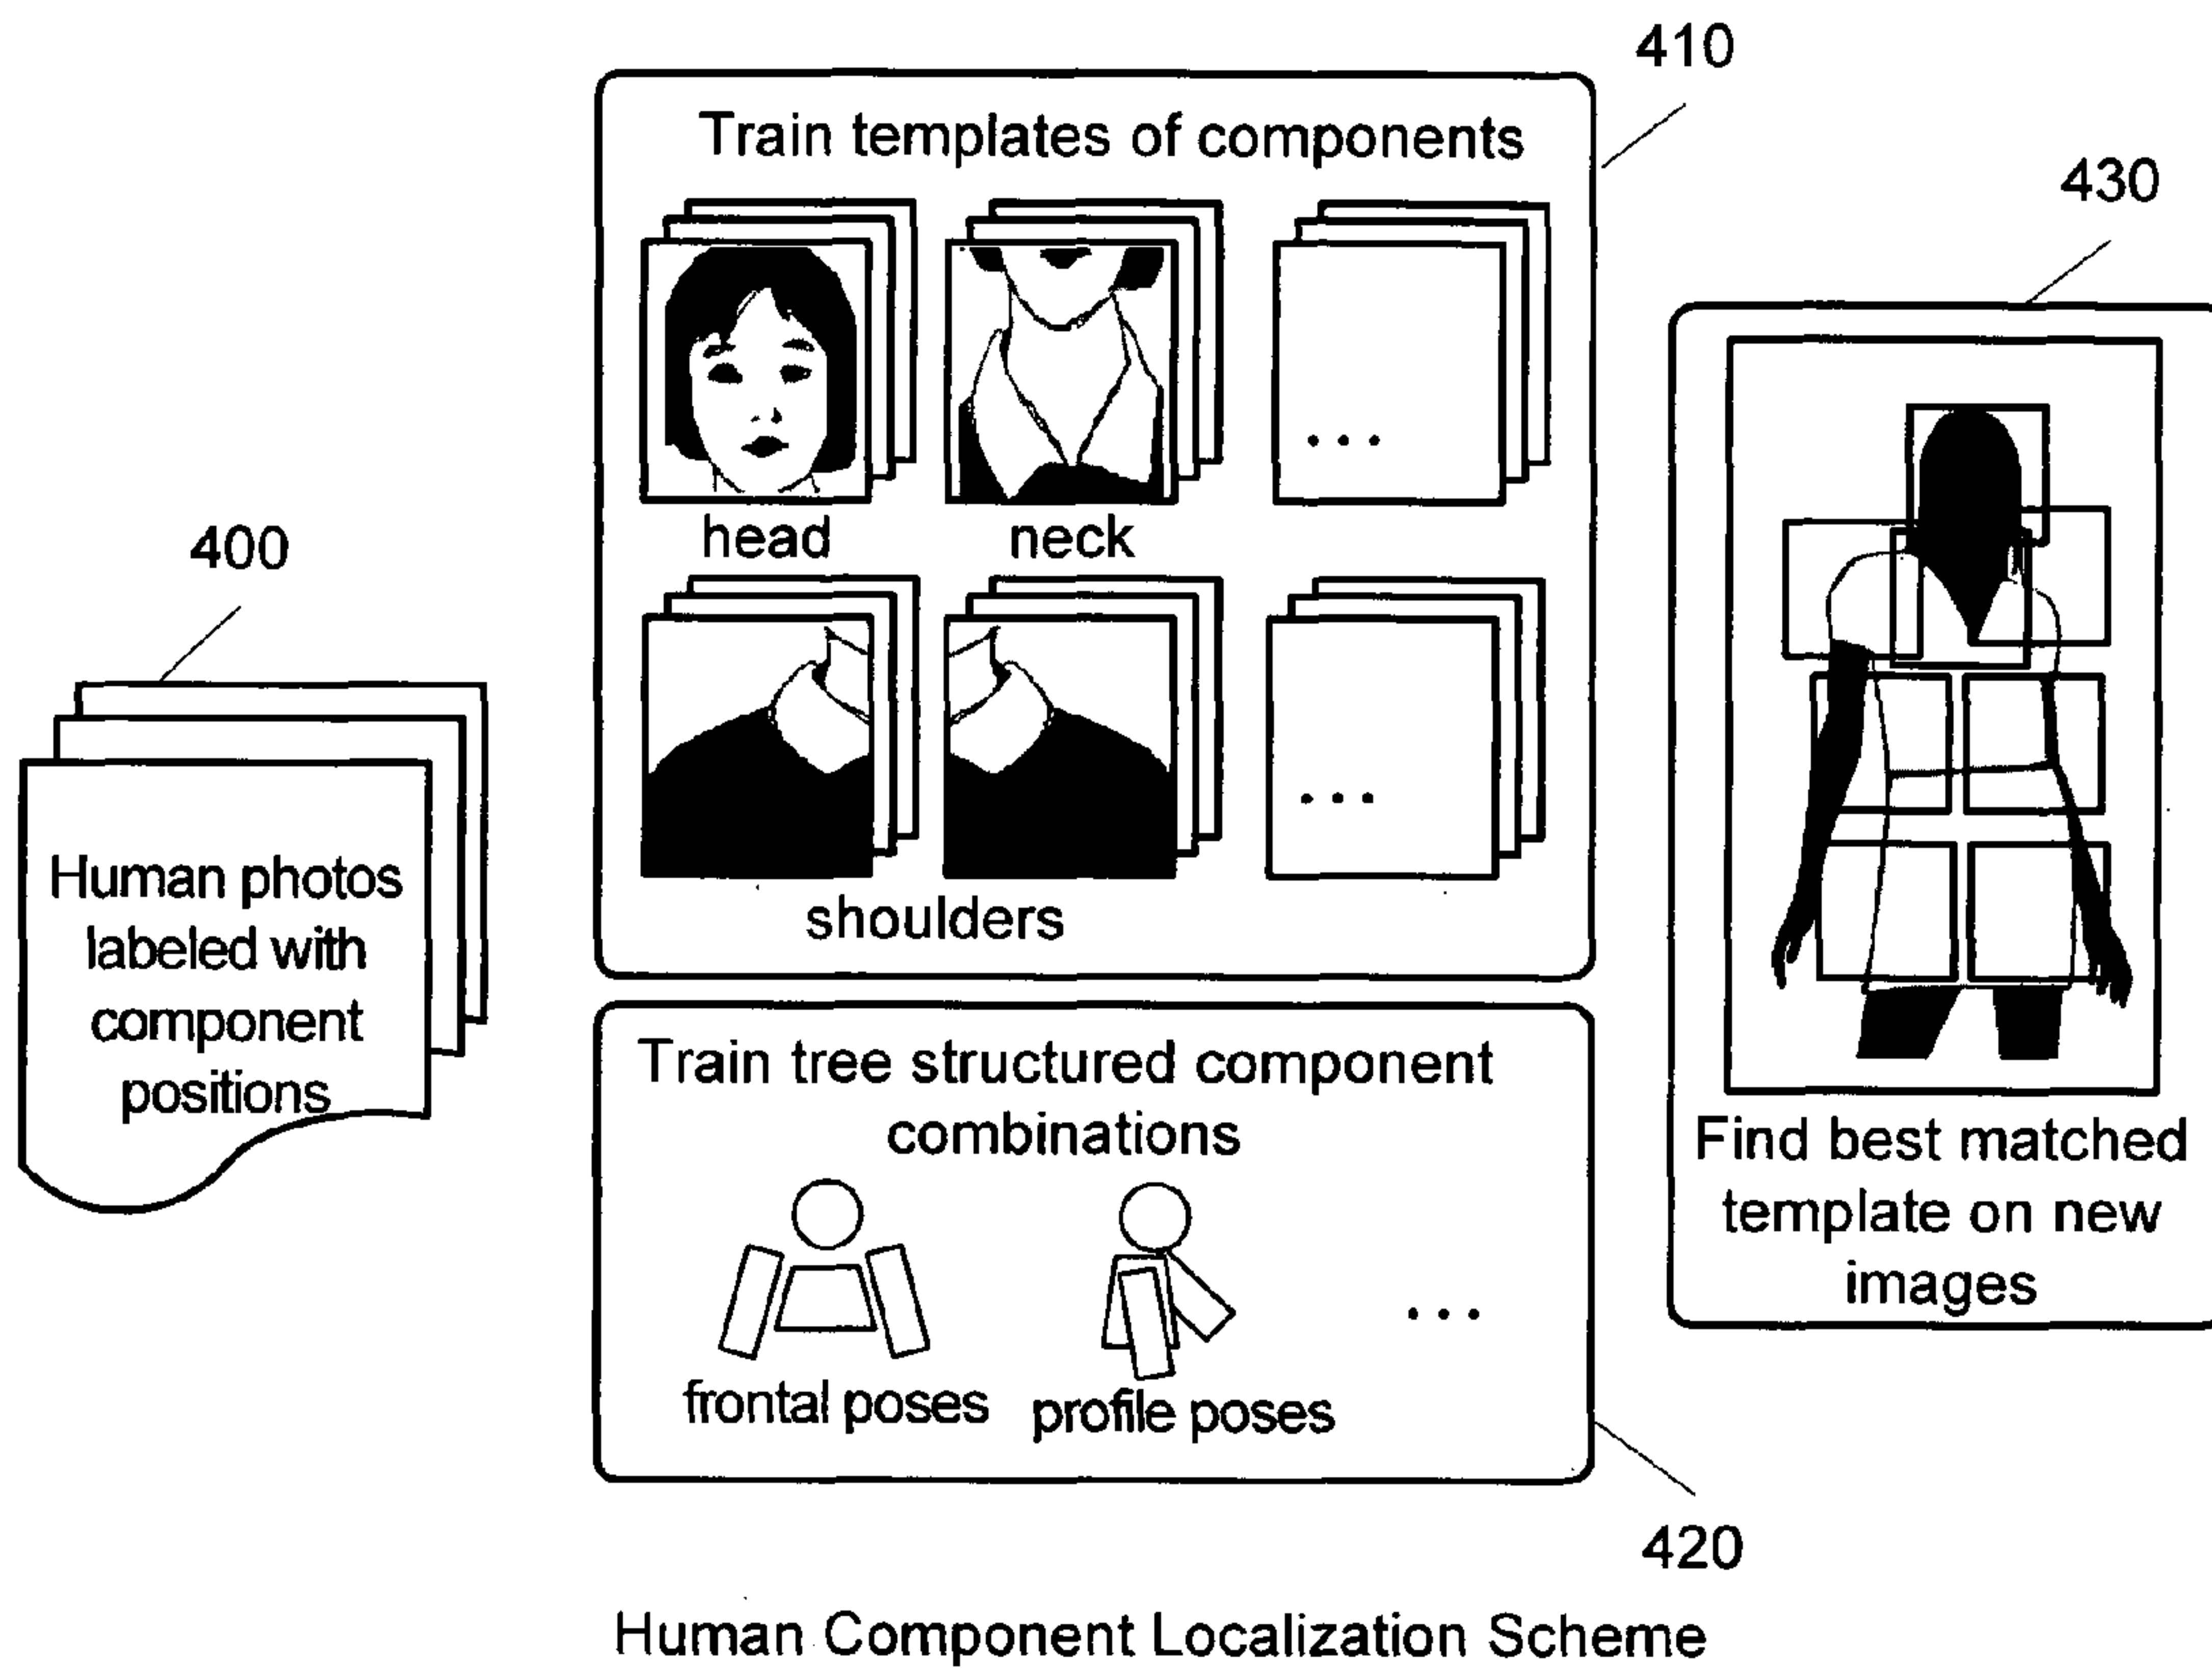 410
Train templates of components
430
head
neck
. . .
400
shoulders
. . .
Human photos
labeled with
component
positions
Train tree structured component
combinations
Find best matched
template on new
images
frontal poses
profile poses
. . .
420
Human Component Localization Scheme